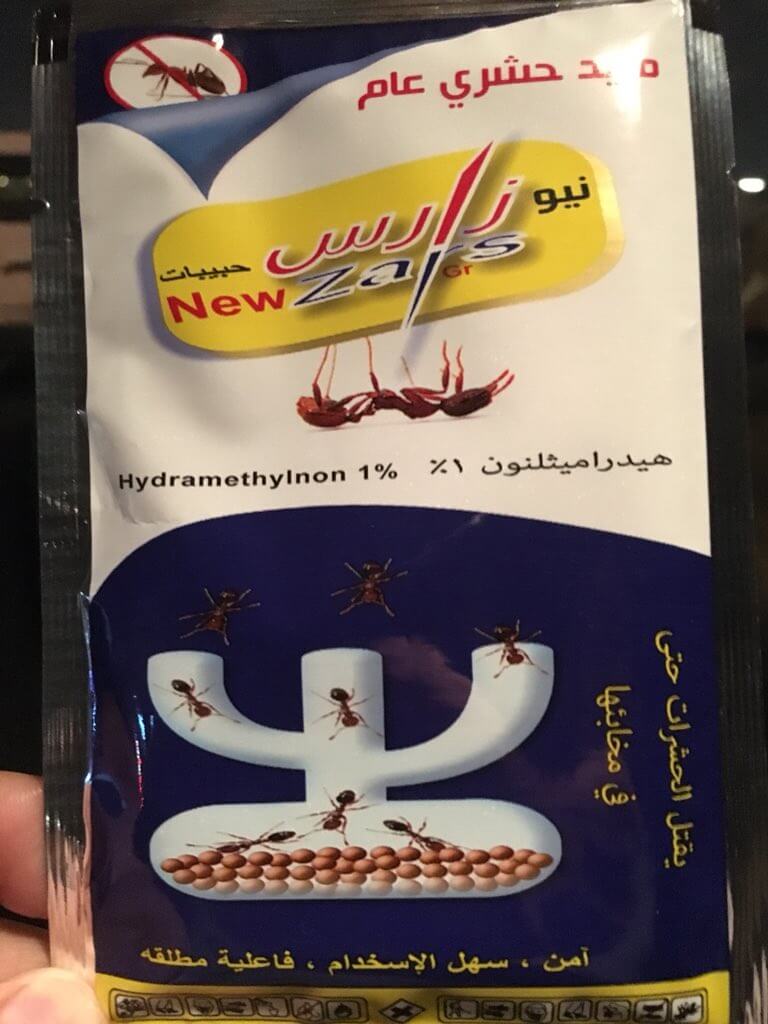 مبيد حشري عام
نيو زارس حبيبات
New Zars Gr
Hydramethylnon 1% هيدراميثلنون ١٪
يقتل الحشرات حتى
في مخابئها
آمن ، سهل الإسخدام ، فاعلية مطلقه